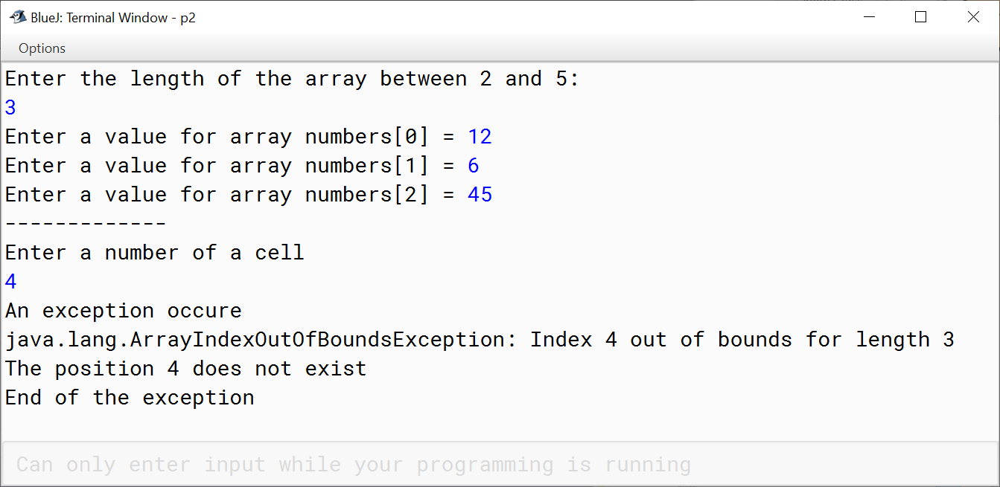 BlueJ: Terminal Window - p2
Options
Enter the length of the array between 2 and 5:
3
Enter a value for array numbers[0] = 12
Enter a value for array numbers[1] = 6
Enter a value for array numbers[2] = 45
-------------
Enter a number of a cell
4
An exception occure
java.lang.ArrayIndexOutOfBoundsException: Index 4 out of bounds for length 3
The position 4 does not exist
End of the exception
Can only enter input while your programming is running